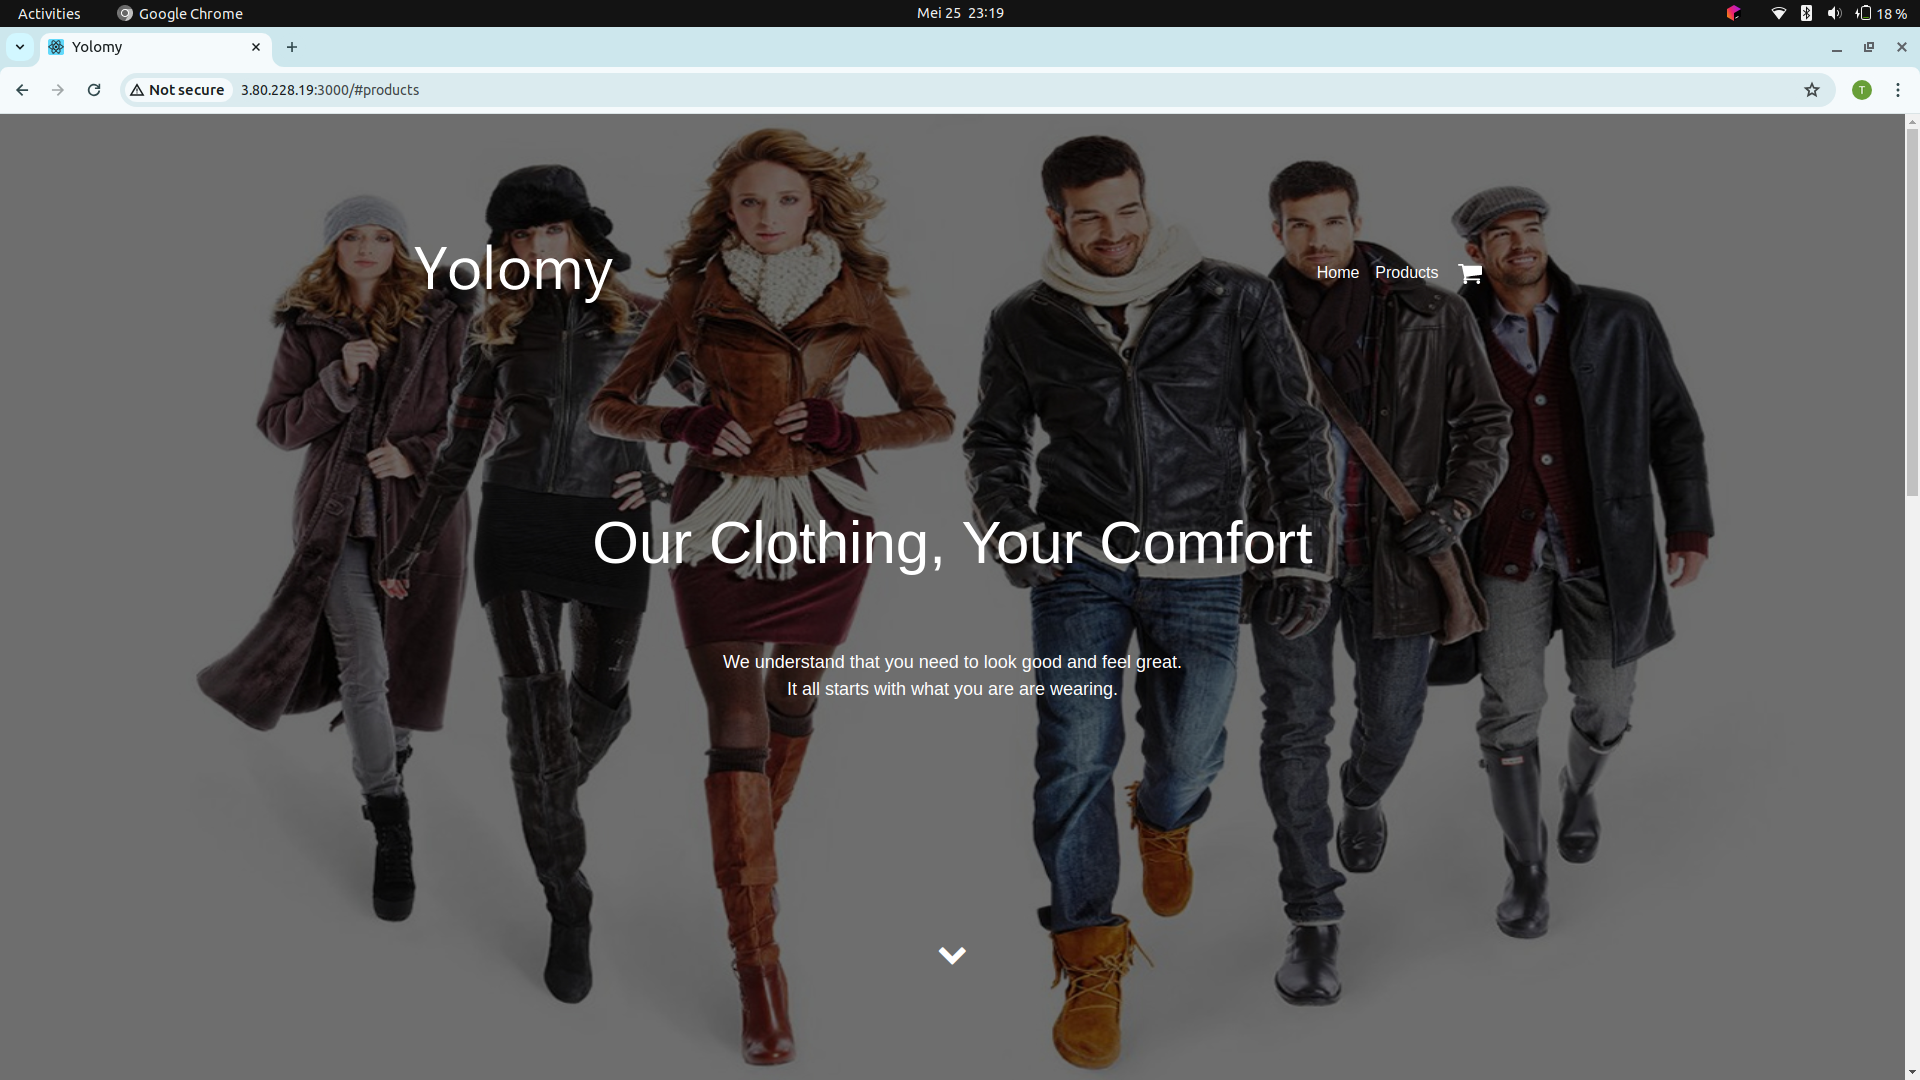 Activities
Google Chrome
Mei 25 23:19
18 %
Yolomy
Not secure
3.80.228.19:3000/#products
T
Yolomy
Home
Products
Our Clothing, Your Comfort
We understand that you need to look good and feel great.
It all starts with what you are are wearing.